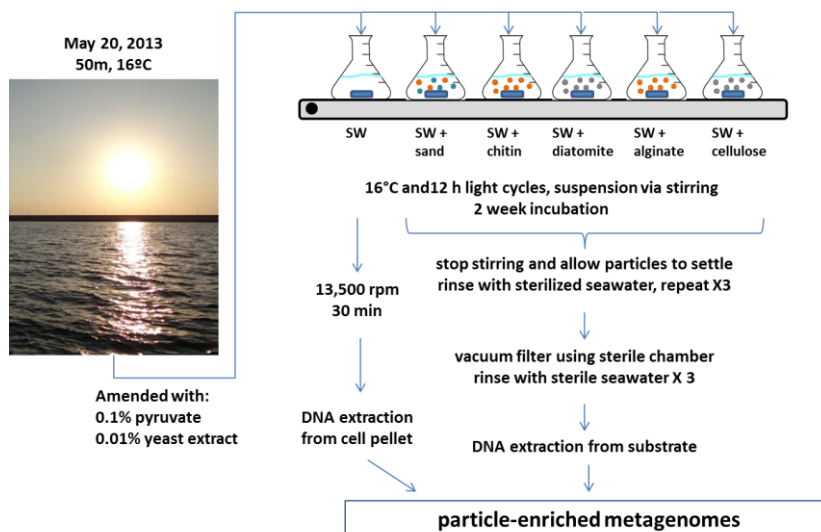 May 20, 2013
50m, 16ºC
SW
SW +
sand
SW +
chitin
SW +
diatomite
SW +
alginate
SW +
cellulose
16°C and12 h light cycles, suspension via stirring
2 week incubation
13,500 rpm
30 min
stop stirring and allow particles to settle
rinse with sterilized seawater, repeat X3
vacuum filter using sterile chamber
rinse with sterile seawater X 3
Amended with:
0.1% pyruvate
0.01% yeast extract
DNA extraction
from cell pellet
DNA extraction from substrate
particle-enriched metagenomes